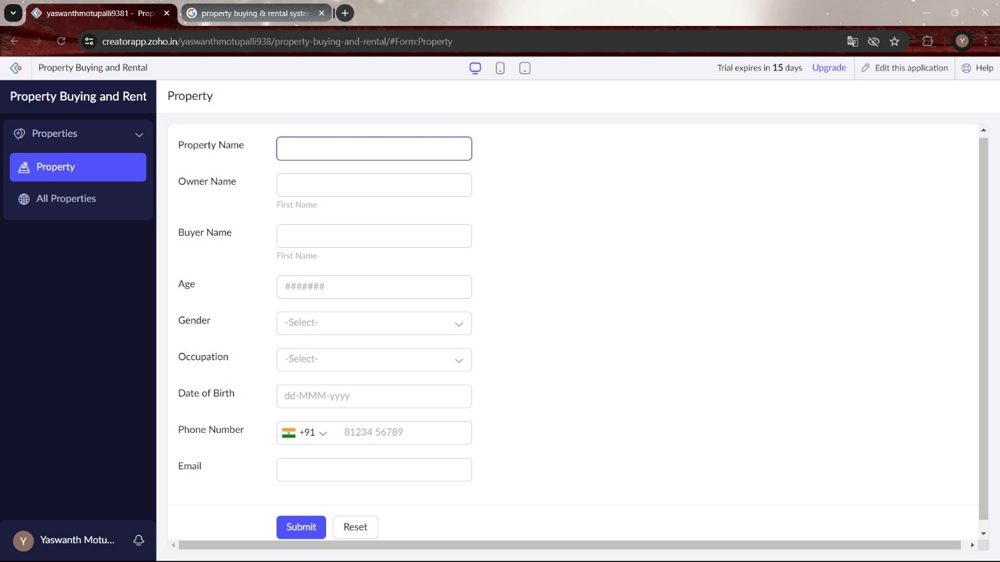 yaswanthmotupalli9381 - Prop
property buying & rental system
creatorapp.zoho.in/yaswanthmotupalli938/property-buying-and-rental/#Form:Property
Y
Property Buying and Rental
Trial expires in 15 days Upgrade Edit this application Help
Property Buying and Rent
Property
Properties
Property
All Properties
Property Name
Owner Name
First Name
Buyer Name
First Name
Age #######
Gender -Select-
Occupation -Select-
Date of Birth dd-MMM-yyyy
Phone Number +91 81234 56789
Email
Submit Reset
Y Yaswanth Motu...